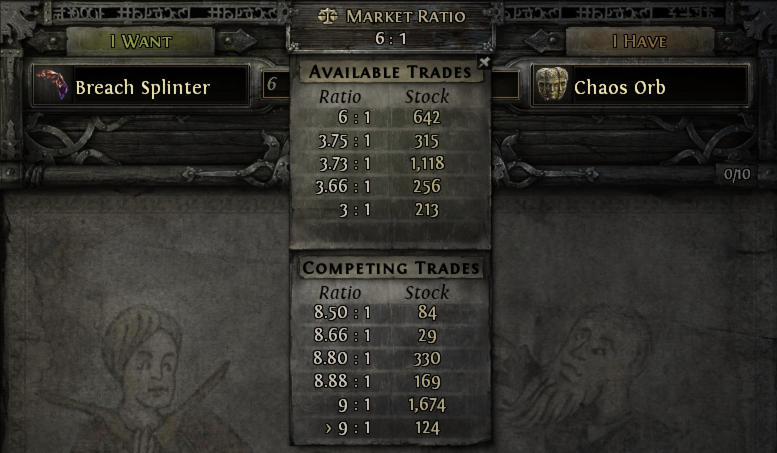 Market Ratio
6 : 1
I Want
I Have
Breach Splinter
6
Chaos Orb
0/10
Available Trades
Ratio Stock
6 : 1 642
3.75 : 1 315
3.73 : 1 1,118
3.66 : 1 256
3 : 1 213
Competing Trades
Ratio Stock
8.50 : 1 84
8.66 : 1 29
8.80 : 1 330
8.88 : 1 169
9 : 1 1,674
› 9 : 1 124